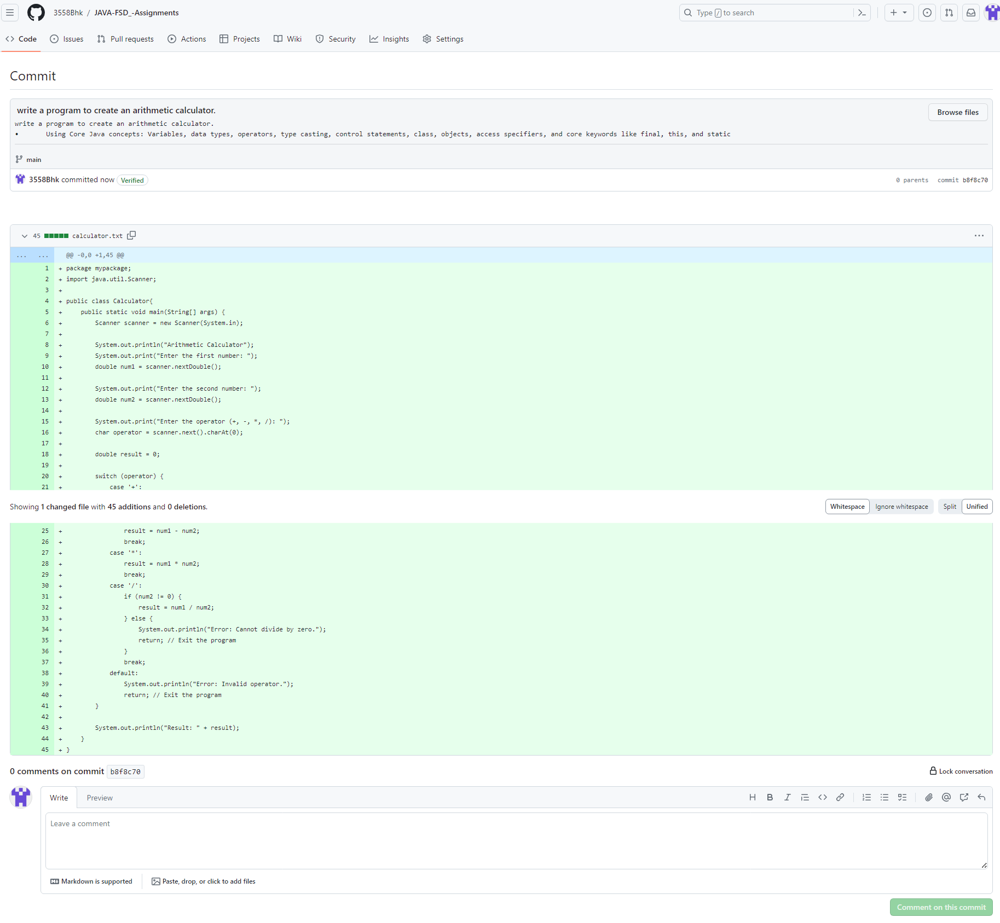 3558Bhk / JAVA-FSD_-Assignments
Type / to search
Code Issues Pull requests Actions Projects Wiki Security Insights Settings
Commit
write a program to create an arithmetic calculator.
Browse files
write a program to create an arithmetic calculator.
• Using Core Java concepts: Variables, data types, operators, type casting, control statements, class, objects, access specifiers, and core keywords like final, this, and static
main
3558Bhk committed now Verified
0 parents commit b8f8c70
45 calculator.txt
... ... @@ -0,0 +1,45 @@
1 + package mypackage;
2 + import java.util.Scanner;
3 +
4 + public class Calculator{
5 + public static void main(String[] args) {
6 + Scanner scanner = new Scanner(System.in);
7 +
8 + System.out.println("Arithmetic Calculator");
9 + System.out.print("Enter the first number: ");
10 + double num1 = scanner.nextDouble();
11 +
12 + System.out.print("Enter the second number: ");
13 + double num2 = scanner.nextDouble();
14 +
15 + System.out.print("Enter the operator (+, -, *, /): ");
16 + char operator = scanner.next().charAt(0);
17 +
18 + double result = 0;
19 +
20 + switch (operator) {
21 + case '+':
Showing 1 changed file with 45 additions and 0 deletions.
Whitespace Ignore whitespace Split Unified
25 + result = num1 - num2;
26 + break;
27 + case '*':
28 + result = num1 * num2;
29 + break;
30 + case '/':
31 + if (num2 != 0) {
32 + result = num1 / num2;
33 + } else {
34 + System.out.println("Error: Cannot divide by zero.");
35 + return; // Exit the program
36 + }
37 + break;
38 + default:
39 + System.out.println("Error: Invalid operator.");
40 + return; // Exit the program
41 + }
42 +
43 + System.out.println("Result: " + result);
44 + }
45 + }
0 comments on commit b8f8c70
Lock conversation
Write Preview
Leave a comment
Markdown is supported
Paste, drop, or click to add files
Comment on this commit